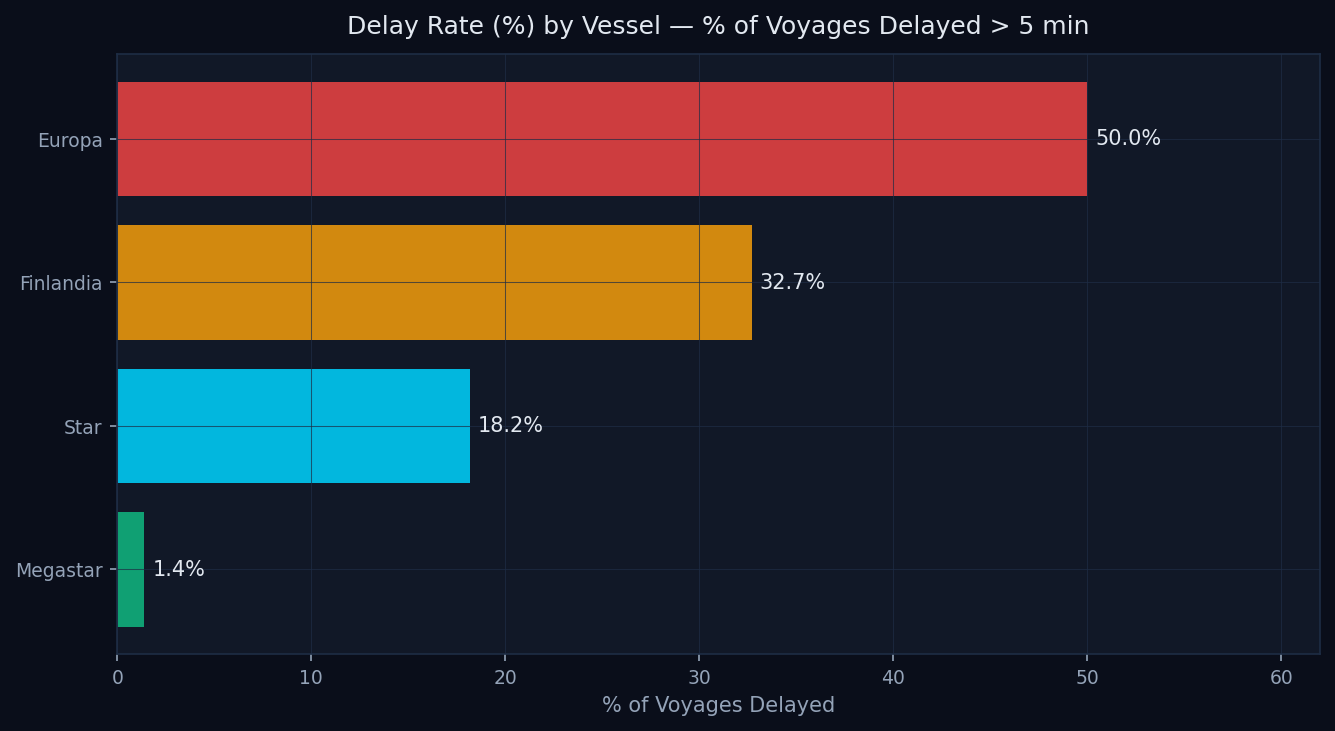 Delay Rate (%) by Vessel — % of Voyages Delayed > 5 min
Europa
50.0%
Finlandia
32.7%
Star
18.2%
Megastar
1.4%
0 10 20 30 40 50 60
% of Voyages Delayed